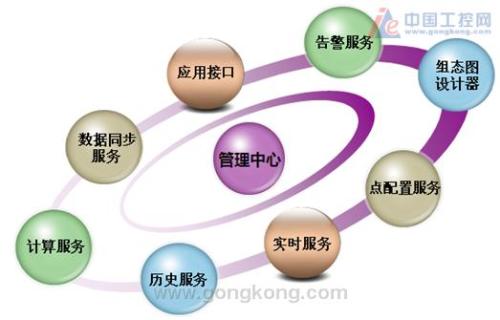 中国工控网
www.gongkong.com
告警服务
应用接口
组态图
设计器
数据同步
服务
管理中心
点配置服务
计算服务
实时服务
历史服务
www.gongkong.com